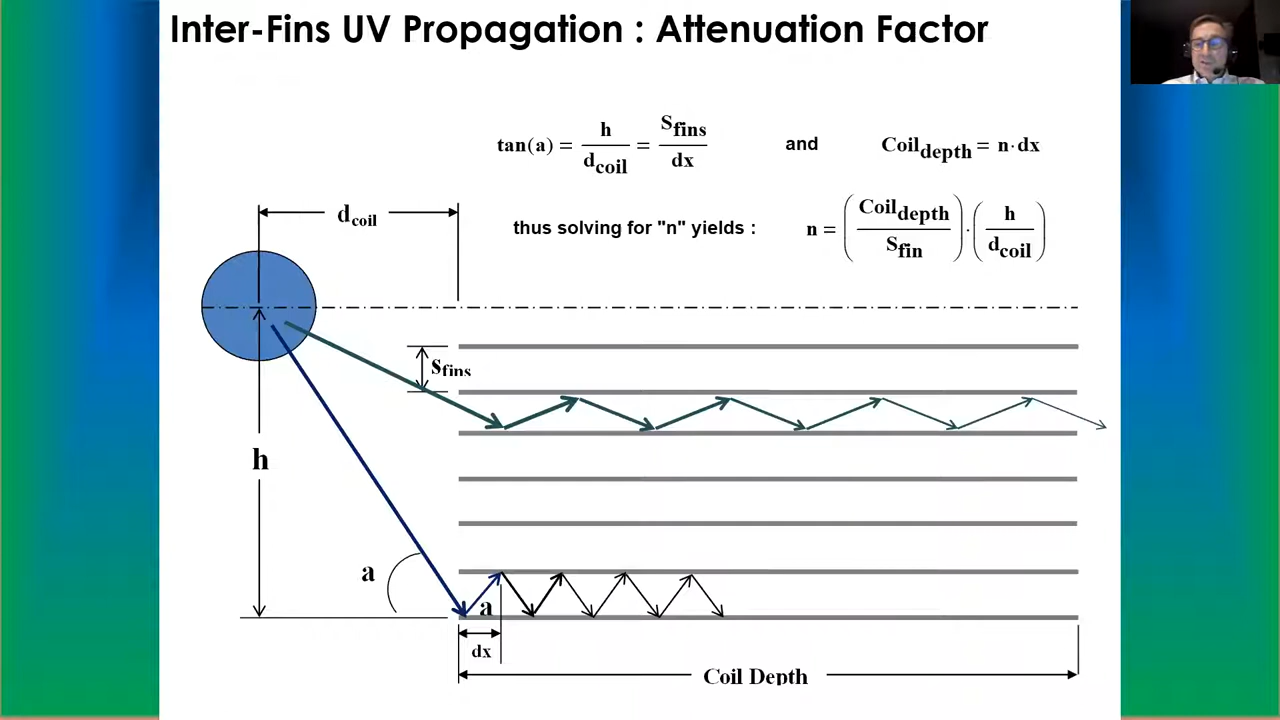 Inter-Fins UV Propagation : Attenuation Factor
tan(a) = h / d_coil = S_fins / dx and Coil_depth = n·dx
thus solving for "n" yields : n = (Coil_depth / S_fin)·(h / d_coil)
d_coil
s_fins
h
a
a
dx
Coil Depth